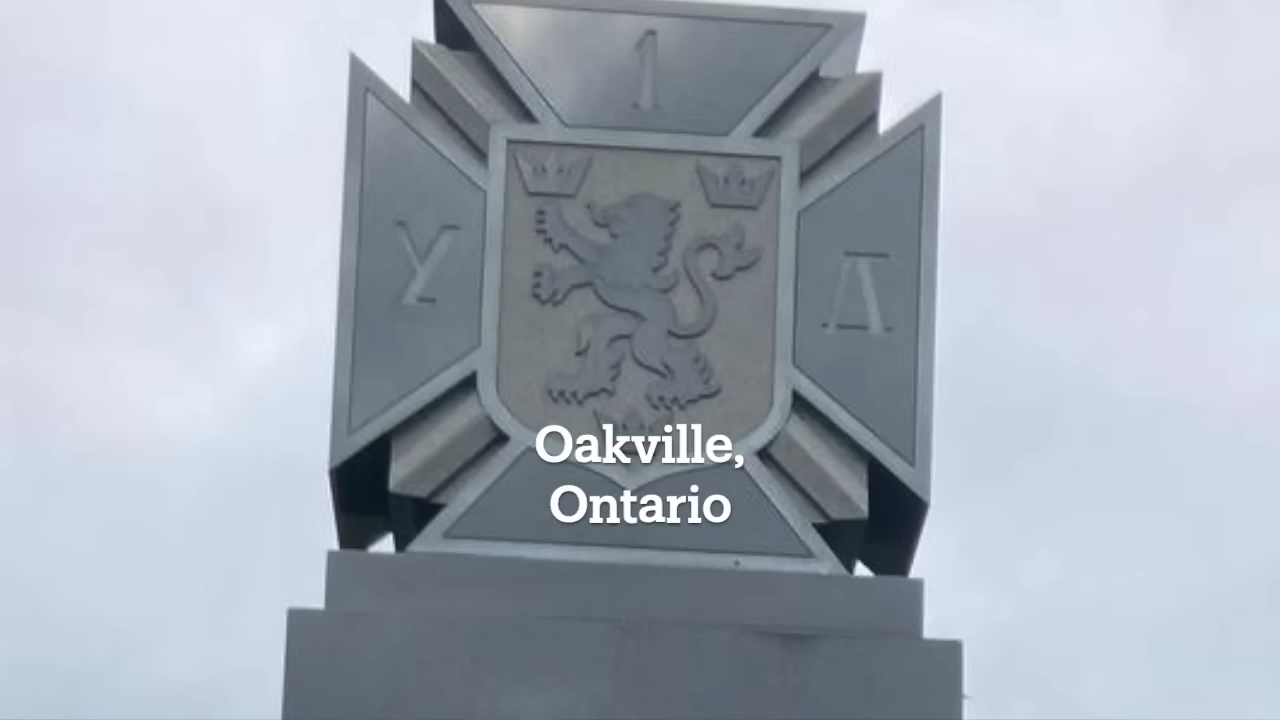 1
У Д
Oakville,
Ontario